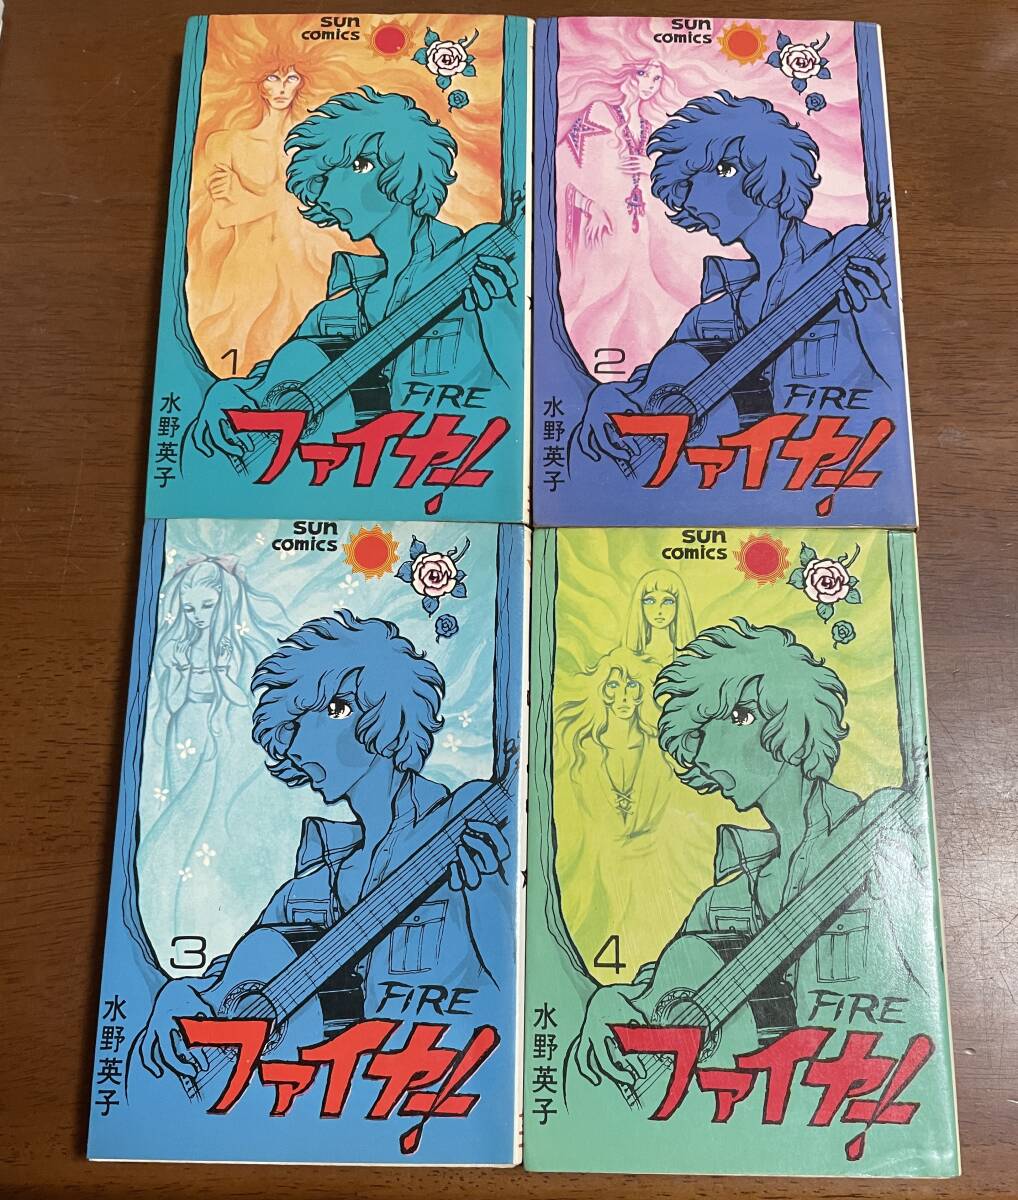 sun
comics
1
FIRE
水野英子
ファイヤー!
sun
comics
2
FIRE
水野英子
ファイヤー!
sun
comics
3
FIRE
水野英子
ファイヤー!
sun
comics
4
FIRE
水野英子
ファイヤー!